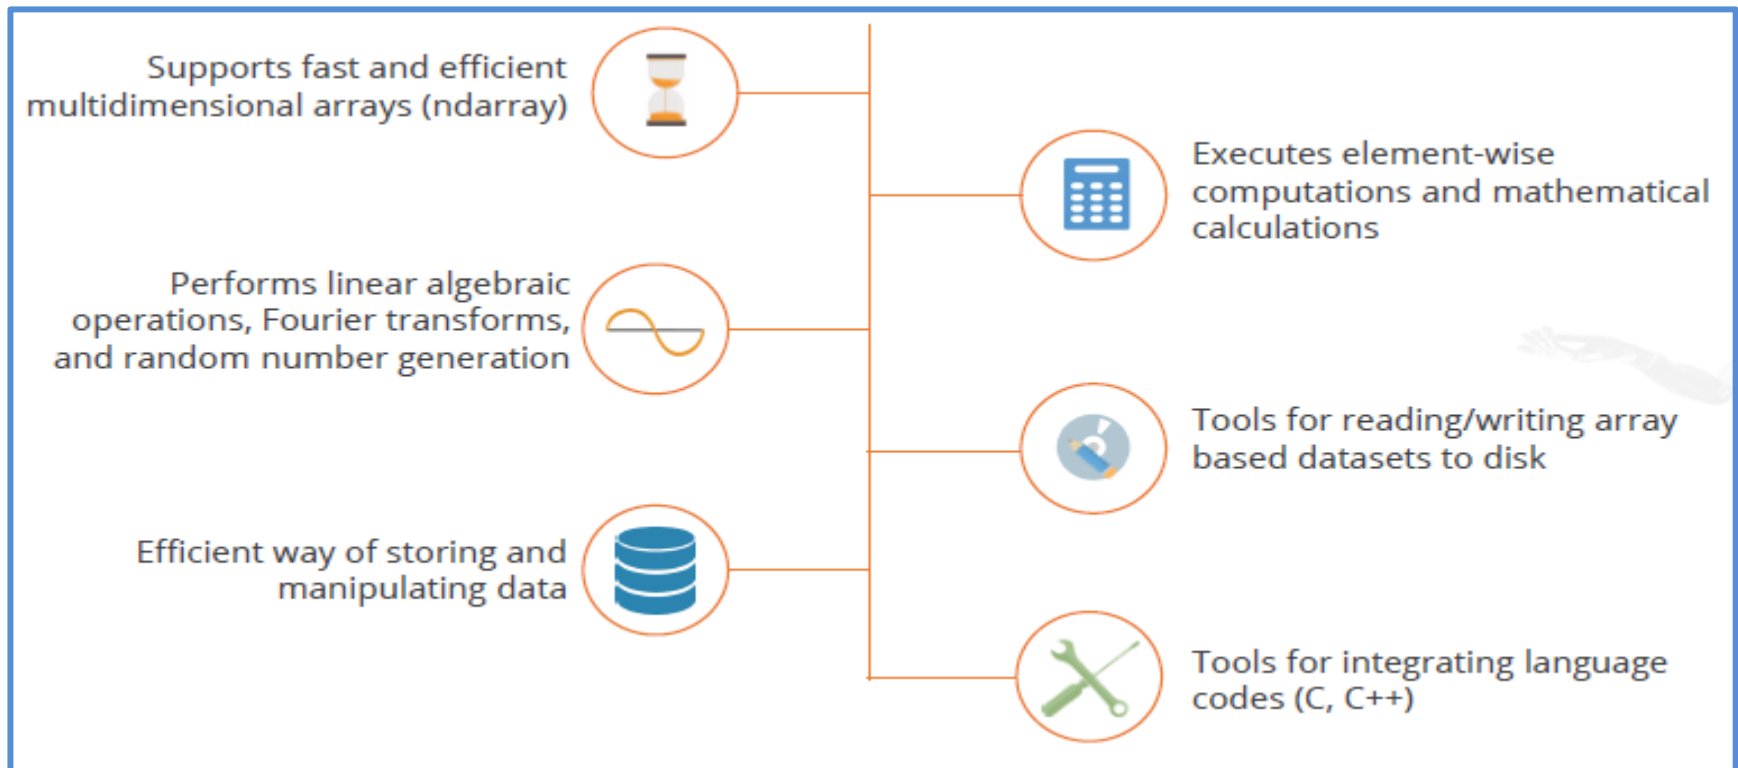 Supports fast and efficient
multidimensional arrays (ndarray)
Executes element-wise
computations and mathematical
calculations
Performs linear algebraic
operations, Fourier transforms,
and random number generation
Tools for reading/writing array
based datasets to disk
Efficient way of storing and
manipulating data
Tools for integrating language
codes (C, C++)